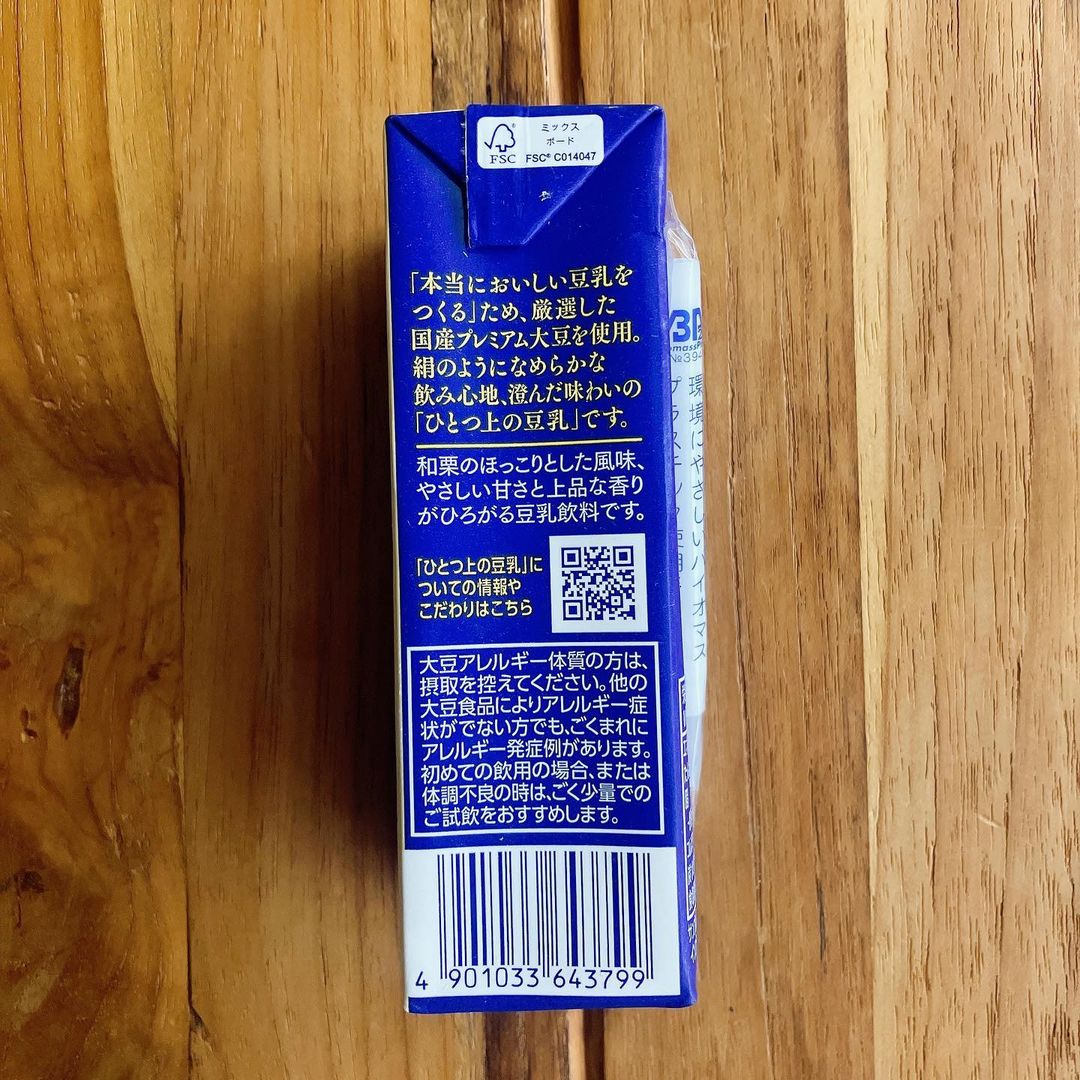 FSC®
ミックス
ボード
FSC® C014047
「本当においしい豆乳を
つくる」ため、厳選した
国産プレミアム大豆を使用。
絹のようになめらかな
飲み心地、澄んだ味わいの
「ひとつ上の豆乳」です。
和栗のほっこりとした風味、
やさしい甘さと上品な香り
がひろがる豆乳飲料です。
「ひとつ上の豆乳」に
ついての情報や
こだわりはこちら
大豆アレルギー体質の方は、
摂取を控えてください。他の
大豆食品によりアレルギー症
状がでない方でも、ごくまれに
アレルギー発症例があります。
初めての飲用の場合、または
体調不良の時は、ごく少量での
ご試飲をおすすめします。
4 901033 643799
環境にやさしいバイオマス